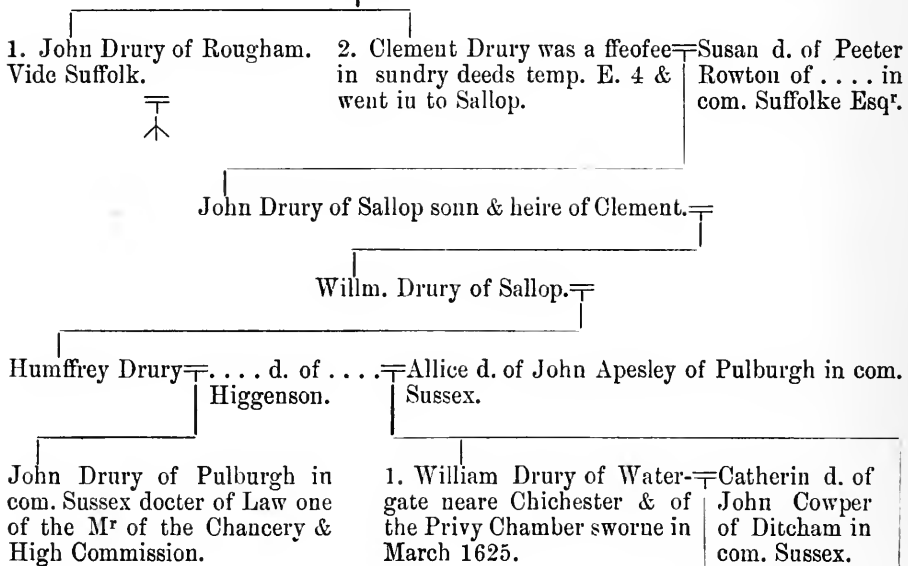 1. John Drury of Rougham.
Vide Suffolk.
2. Clement Drury was a ffeofee
in sundry deeds temp. E. 4 &
went iu to Sallop.
Susan d. of Peeter
Rowton of . . . . in
com. Suffolke Esqʳ.
John Drury of Sallop sonn & heire of Clement.
Willm. Drury of Sallop.
Humffrey Drury
. . . . d. of . . . .
Higgenson.
Allice d. of John Apesley of Pulburgh in com.
Sussex.
John Drury of Pulburgh in
com. Sussex docter of Law one
of the Mʳ of the Chancery &
High Commission.
1. William Drury of Water-
gate neare Chichester & of
the Privy Chamber sworne in
March 1625.
Catherin d. of
John Cowper
of Ditcham in
com. Sussex.